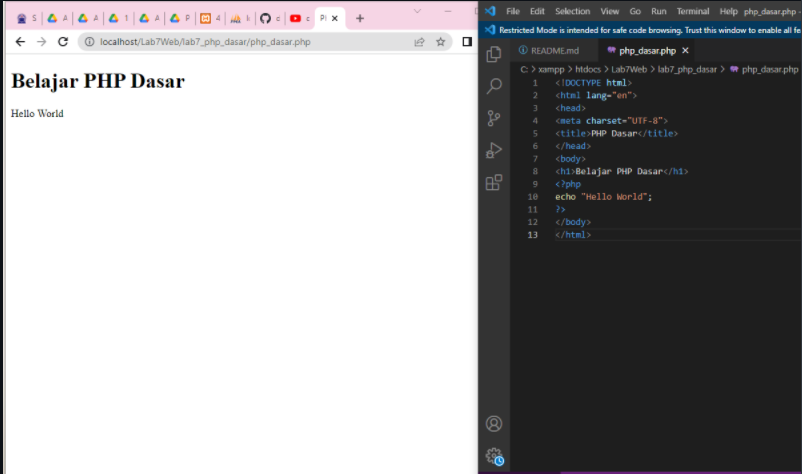 S
localhost/Lab7Web/lab7_php_dasar/php_dasar.php
Belajar PHP Dasar
Hello World
File Edit Selection View Go Run Terminal Help php_dasar.php -
Restricted Mode is intended for safe code browsing. Trust this window to enable all fe
README.md php_dasar.php
C: > xampp > htdocs > Lab7Web > lab7_php_dasar > php_dasar.php
1 <!DOCTYPE html>
2 <html lang="en">
3 <head>
4 <meta charset="UTF-8">
5 <title>PHP Dasar</title>
6 </head>
7 <body>
8 <h1>Belajar PHP Dasar</h1>
9 <?php
10 echo "Hello World";
11 ?>
12 </body>
13 </html>